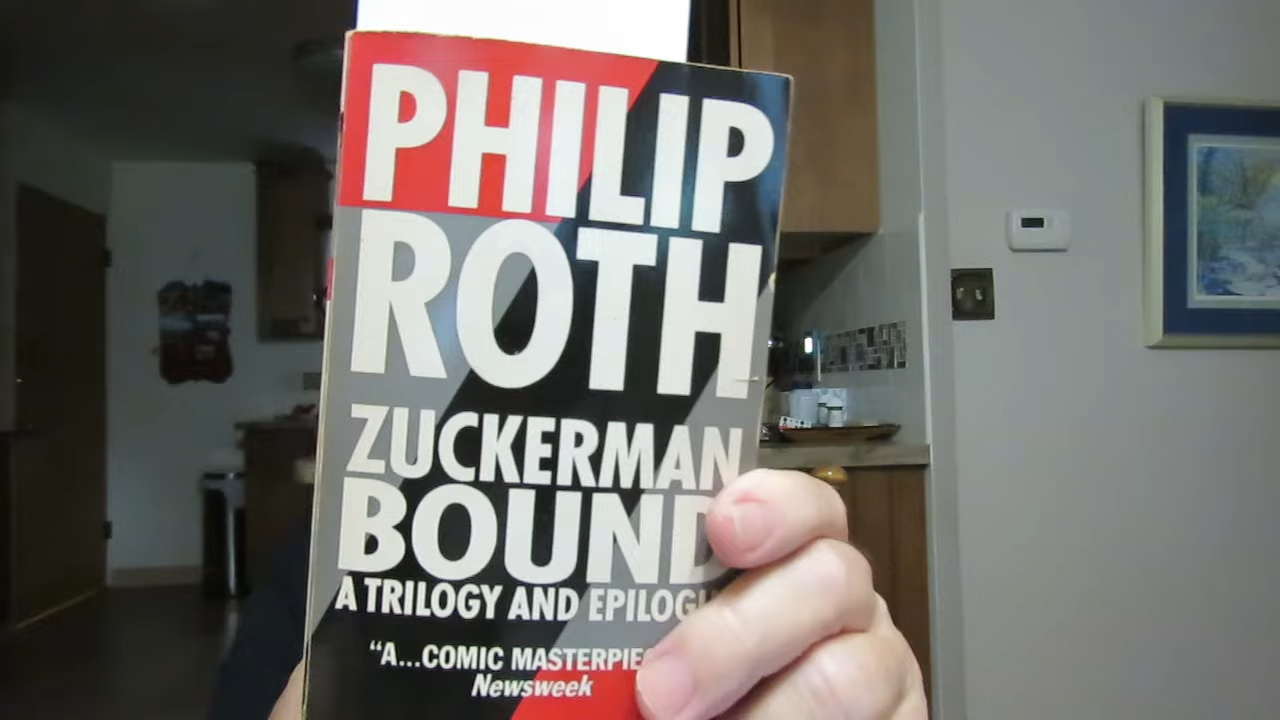 PHILIP
ROTH
ZUCKERMAN
BOUND
A TRILOGY AND
"A...COMIC
Newsweek